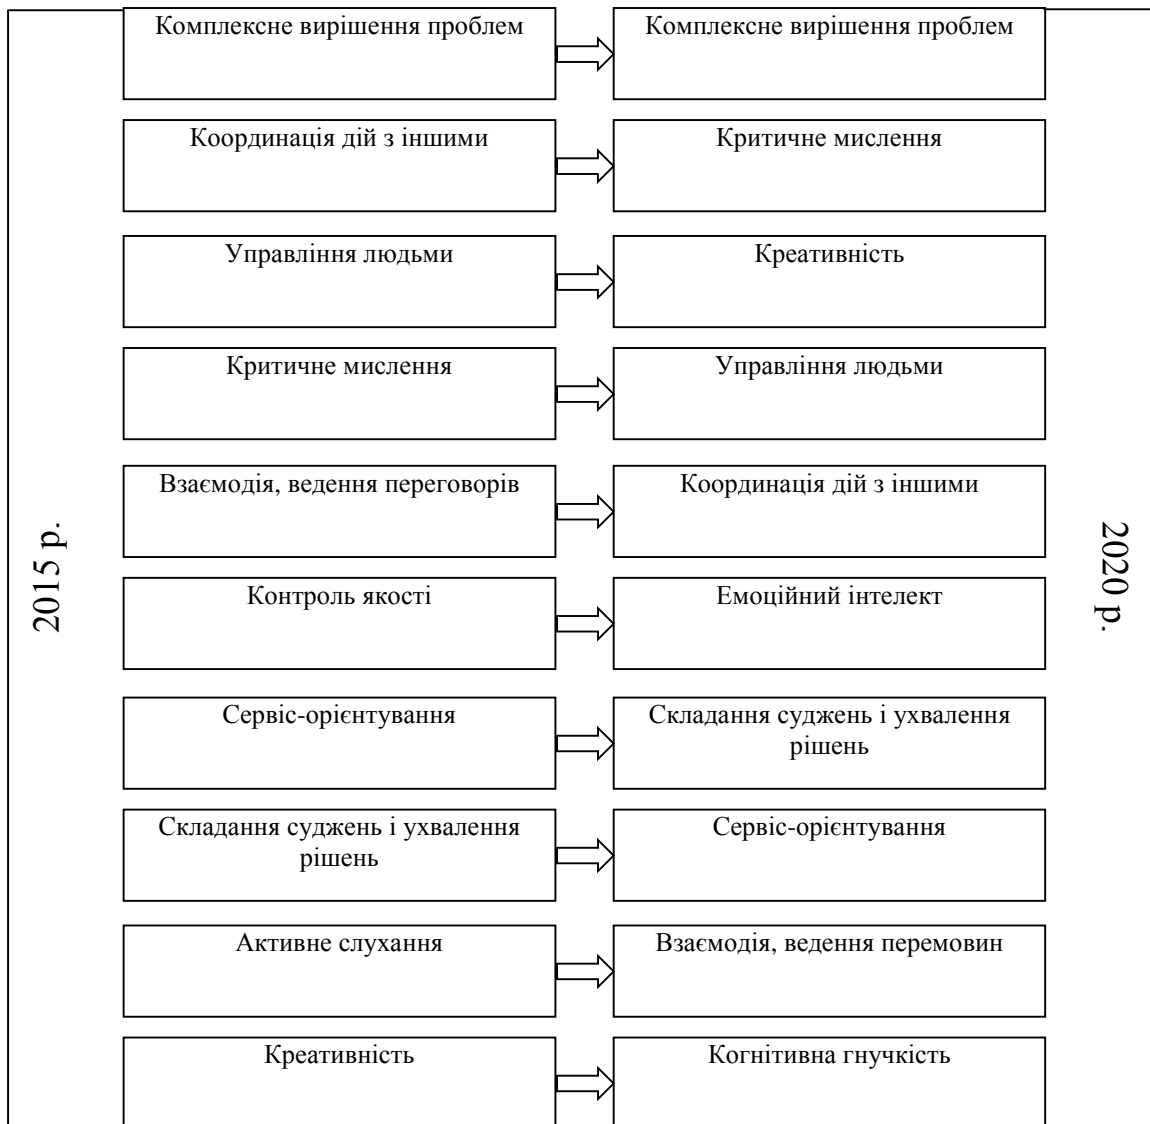 Комплексне вирішення проблем
Комплексне вирішення проблем
Координація дій з іншими
Критичне мислення
Управління людьми
Креативність
Критичне мислення
Управління людьми
Взаємодія, ведення переговорів
Координація дій з іншими
2015 р.
2020 р.
Контроль якості
Емоційний інтелект
Сервіс-орієнтування
Складання суджень і ухвалення
рішень
Складання суджень і ухвалення
рішень
Сервіс-орієнтування
Активне слухання
Взаємодія, ведення перемовин
Креативність
Когнітивна гнучкість